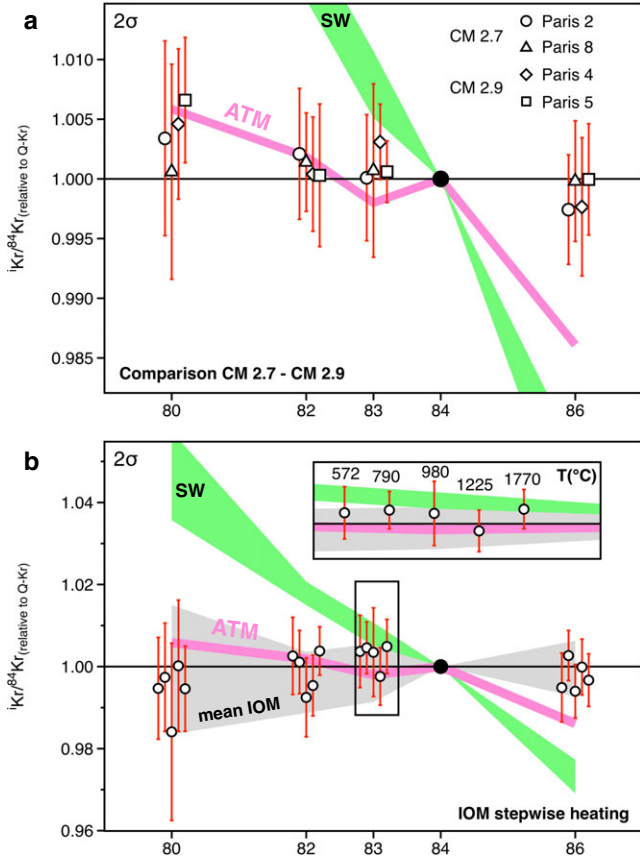 a
2σ
SW
CM 2.7
CM 2.9
Paris 2
Paris 8
Paris 4
Paris 5
ATM
1.010
1.005
1.000
0.995
0.990
0.985
ⁱKr/⁸⁴Kr(relative to Q-Kr)
Comparison CM 2.7 - CM 2.9
80 82 83 84 86
b
2σ
SW
572 790 980 1225 1770 T(°C)
ATM
mean IOM
1.04
1.02
1.00
0.98
0.96
ⁱKr/⁸⁴Kr(relative to Q-Kr)
IOM stepwise heating
80 82 83 84 86